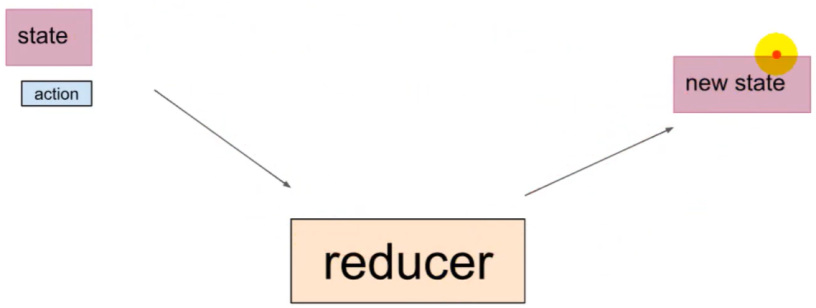 state
action
new state
reducer